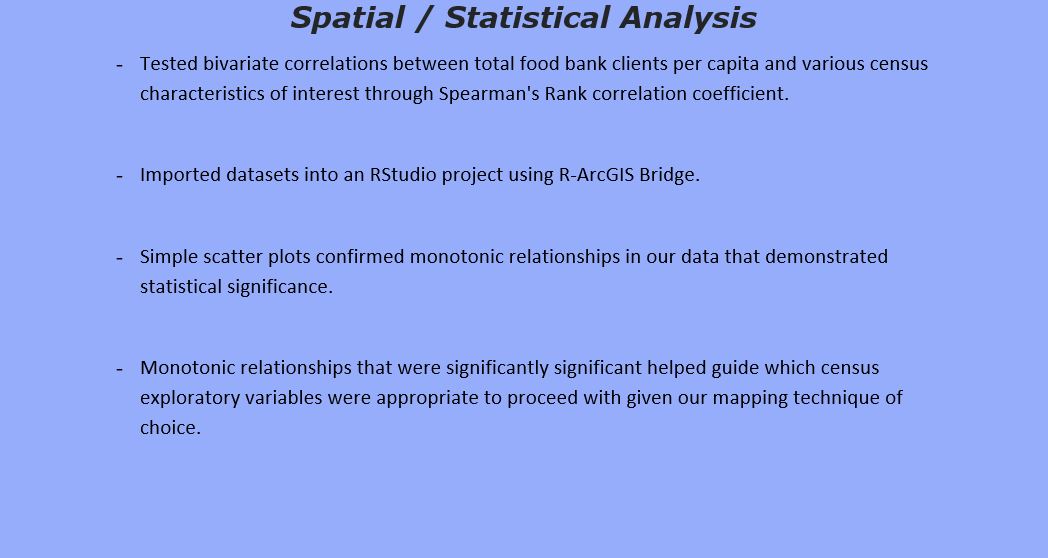 Spatial / Statistical Analysis
- Tested bivariate correlations between total food bank clients per capita and various census
characteristics of interest through Spearman's Rank correlation coefficient.
- Imported datasets into an RStudio project using R-ArcGIS Bridge.
- Simple scatter plots confirmed monotonic relationships in our data that demonstrated
statistical significance.
- Monotonic relationships that were significantly significant helped guide which census
exploratory variables were appropriate to proceed with given our mapping technique of
choice.